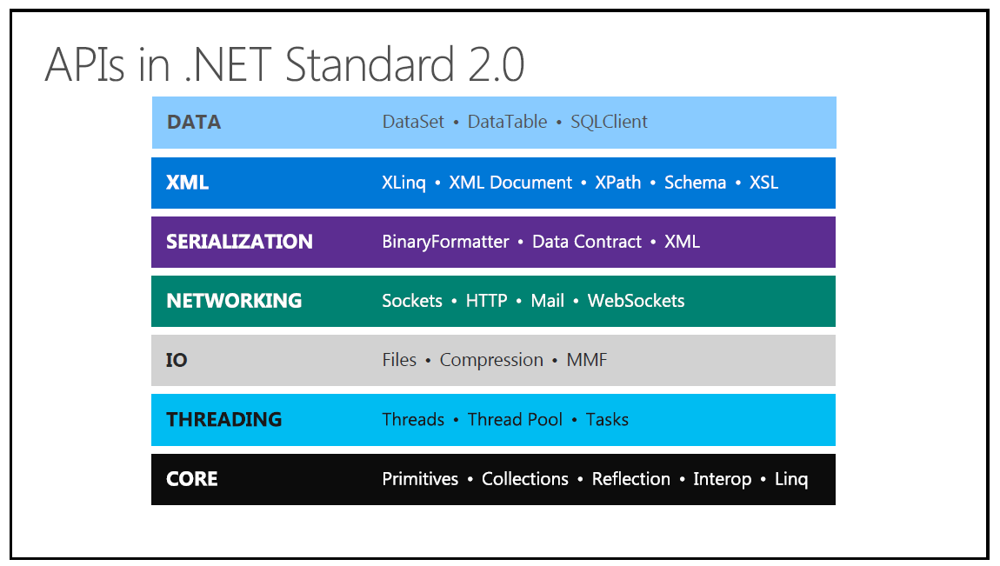 APIs in .NET Standard 2.0
DATA DataSet • DataTable • SQLClient
XML XLinq • XML Document • XPath • Schema • XSL
SERIALIZATION BinaryFormatter • Data Contract • XML
NETWORKING Sockets • HTTP • Mail • WebSockets
IO Files • Compression • MMF
THREADING Threads • Thread Pool • Tasks
CORE Primitives • Collections • Reflection • Interop • Linq